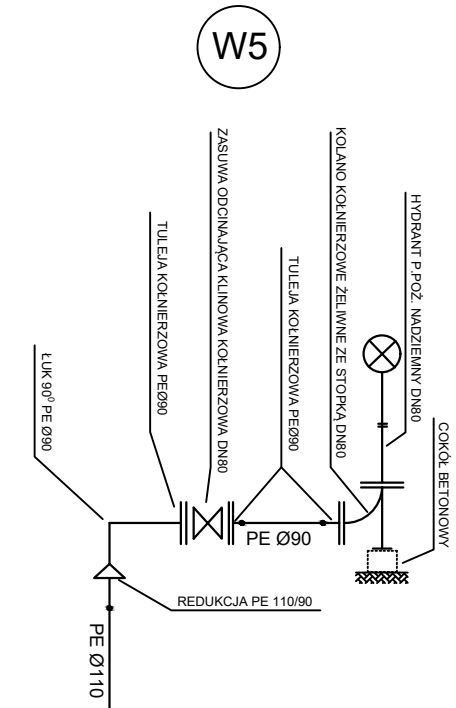 W5
HYDRANT P.POŻ. NADZIEMNY DN80
COKÓŁ BETONOWY
KOLANO KOŁNIERZOWE ŻELIWNE ZE STOPKĄ DN80
TULEJA KOŁNIERZOWA PEØ90
ZASUWA ODCINAJĄCA KLINOWA KOŁNIERZOWA DN80
TULEJA KOŁNIERZOWA PEØ90
ŁUK 90⁰ PE Ø90
PE Ø90
REDUKCJA PE 110/90
PE Ø110